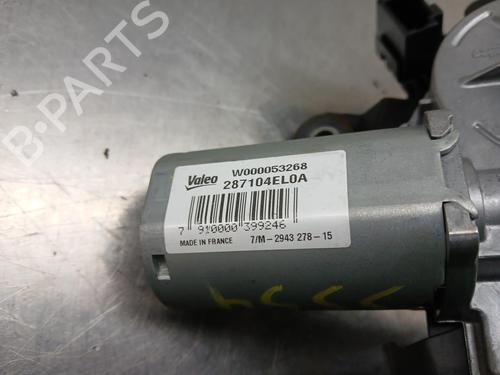 B-PARTS
Valeo
W000053268
287104EL0A
7 910000 399246
MADE IN FRANCE 7/M-2943 278-15